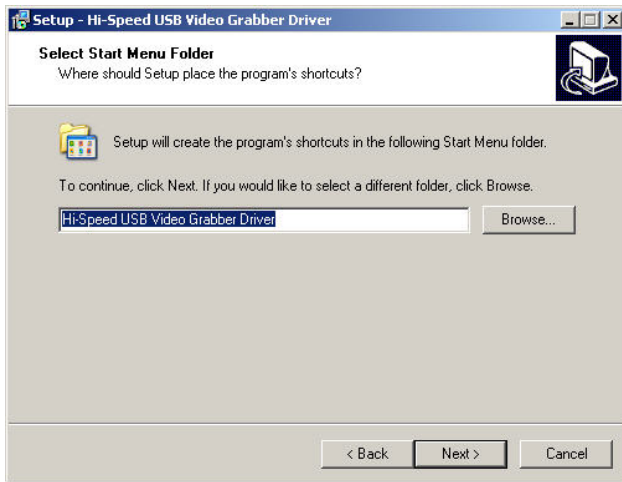 Setup - Hi-Speed USB Video Grabber Driver
Select Start Menu Folder
Where should Setup place the program's shortcuts?
Setup will create the program's shortcuts in the following Start Menu folder.
To continue, click Next. If you would like to select a different folder, click Browse.
Hi-Speed USB Video Grabber Driver
Browse...
< Back
Next >
Cancel